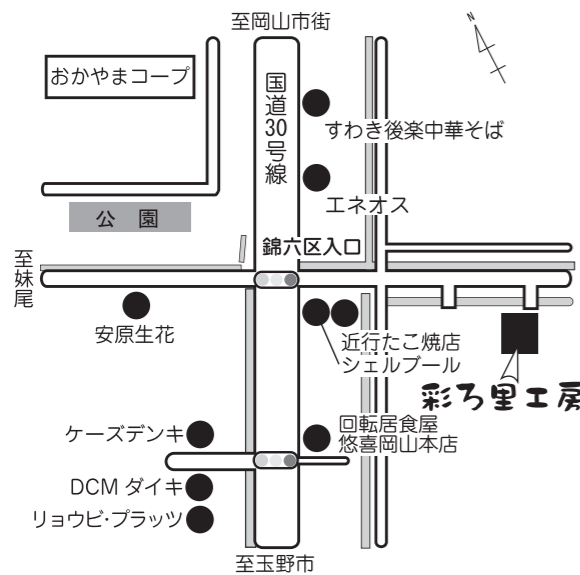 至岡山市街
N
おかやまコープ
国道30号線
すわき後楽中華そば
エネオス
公園
錦六区入口
至妹尾
安原生花
近行たこ焼店
シェルブール
彩ろ里工房
ケーズデンキ
回転居食屋
悠喜岡山本店
DCM ダイキ
リョウビ・プラッツ
至玉野市